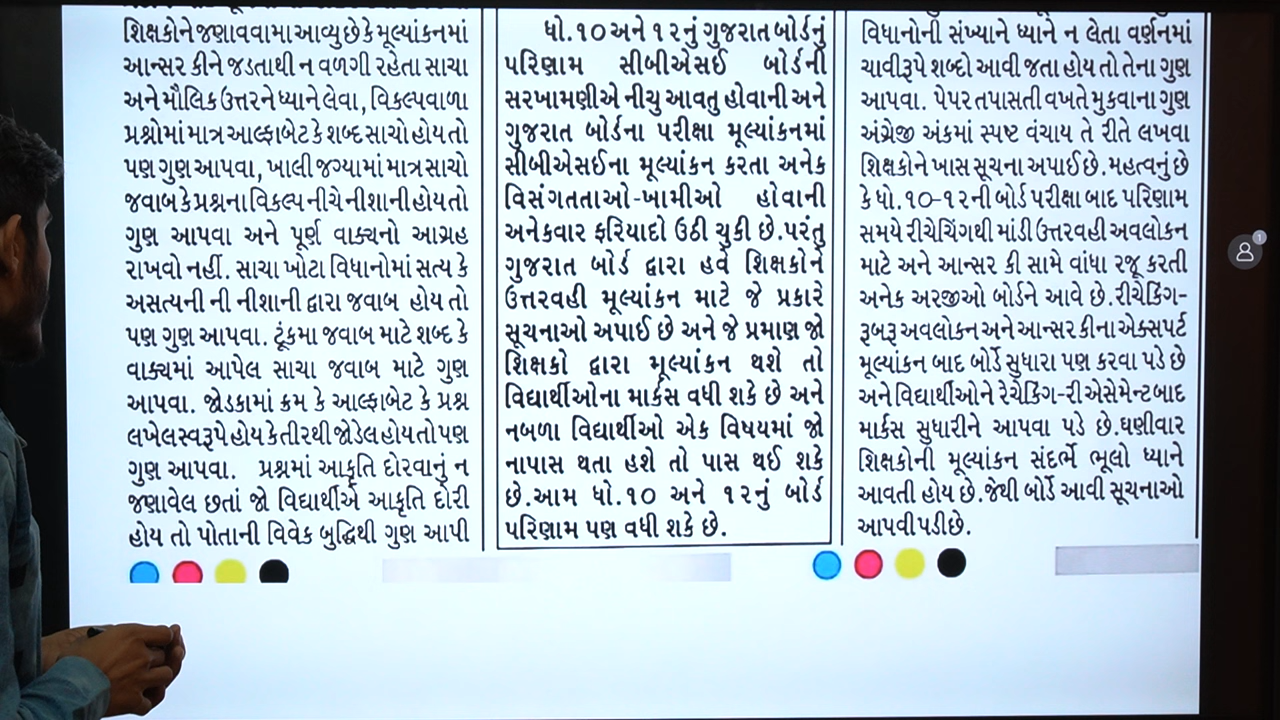 શિક્ષકોને જણાવવામા આવ્યુ છે કે મૂલ્યાંકનમાં
આન્સર કીને જડતાથી ન વળગી રહેતા સાચા
અને મૌલિક ઉત્તરને ધ્યાને લેવા, વિકલ્પવાળા
પ્રશ્નોમાં માત્ર આલ્ફાબેટ કે શબ્દ સાચો હોય તો
પણ ગુણ આપવા, ખાલી જગ્યામાં માત્ર સાચો
જવાબ કે પ્રશ્નના વિકલ્પ નીચે નીશાની હોય તો
ગુણ આપવા અને પૂર્ણ વાક્યનો આગ્રહ
રાખવો નહીં. સાચા ખોટા વિધાનોમાં સત્ય કે
અસત્યની ની નીશાની દ્વારા જવાબ હોય તો
પણ ગુણ આપવા. ટૂંકમા જવાબ માટે શબ્દ કે
વાક્યમાં આપેલ સાચા જવાબ માટે ગુણ
આપવા. જોડકામાં ક્રમ કે આલ્ફાબેટ કે પ્રશ્ન
લખેલ સ્વરૂપે હોય કે તીરથી જોડેલ હોય તો પણ
ગુણ આપવા. પ્રશ્નમાં આકૃતિ દોરવાનું ન
જણાવેલ છતાં જો વિદ્યાર્થીએ આકૃતિ દોરી
હોય તો પોતાની વિવેક બુદ્ધિથી ગુણ આપી
ધો.૧૦ અને ૧૨નું ગુજરાત બોર્ડનું
પરિણામ સીબીએસઈ બોર્ડની
સરખામણીએ નીચુ આવતુ હોવાની અને
ગુજરાત બોર્ડના પરીક્ષા મૂલ્યાંકનમાં
સીબીએસઈના મૂલ્યાંકન કરતા અનેક
વિસંગતતાઓ-ખામીઓ હોવાની
અનેકવાર ફરિયાદો ઉઠી ચુકી છે.પરંતુ
ગુજરાત બોર્ડ દ્વારા હવે શિક્ષકોને
ઉત્તરવહી મૂલ્યાંકન માટે જે પ્રકારે
સૂચનાઓ અપાઈ છે અને જે પ્રમાણ જો
શિક્ષકો દ્વારા મૂલ્યાંકન થશે તો
વિદ્યાર્થીઓના માર્કસ વધી શકે છે અને
નબળા વિદ્યાર્થીઓ એક વિષયમાં જો
નાપાસ થતા હશે તો પાસ થઈ શકે
છે.આમ ધો.૧૦ અને ૧૨નું બોર્ડ
પરિણામ પણ વધી શકે છે.
વિધાનોની સંખ્યાને ધ્યાને ન લેતા વર્ણનમાં
ચાવીરૂપે શબ્દો આવી જતા હોય તો તેના ગુણ
આપવા. પેપર તપાસતી વખતે મુકવાના ગુણ
અંગ્રેજી અંકમાં સ્પષ્ટ વંચાય તે રીતે લખવા
શિક્ષકોને ખાસ સૂચના અપાઈ છે. મહત્વનું છે
કે ધો.૧૦-૧૨ની બોર્ડ પરીક્ષા બાદ પરિણામ
સમયે રીચેચિંગથી માંડી ઉત્તરવહી અવલોકન
માટે અને આન્સર કી સામે વાંધા રજૂ કરતી
અનેક અરજીઓ બોર્ડને આવે છે.રીચેકિંગ-
રૂબરૂ અવલોકન અને આન્સર કીના એક્સપર્ટ
મૂલ્યાંકન બાદ બોર્ડે સુધારા પણ કરવા પડે છે
અને વિદ્યાર્થીઓને રેચેકિંગ-રીએસેમેન્ટ બાદ
માર્કસ સુધારીને આપવા પડે છે.ઘણીવાર
શિક્ષકોની મૂલ્યાંકન સંદર્ભે ભૂલો ધ્યાને
આવતી હોય છે.જેથી બોર્ડે આવી સૂચનાઓ
આપવી પડી છે.
1